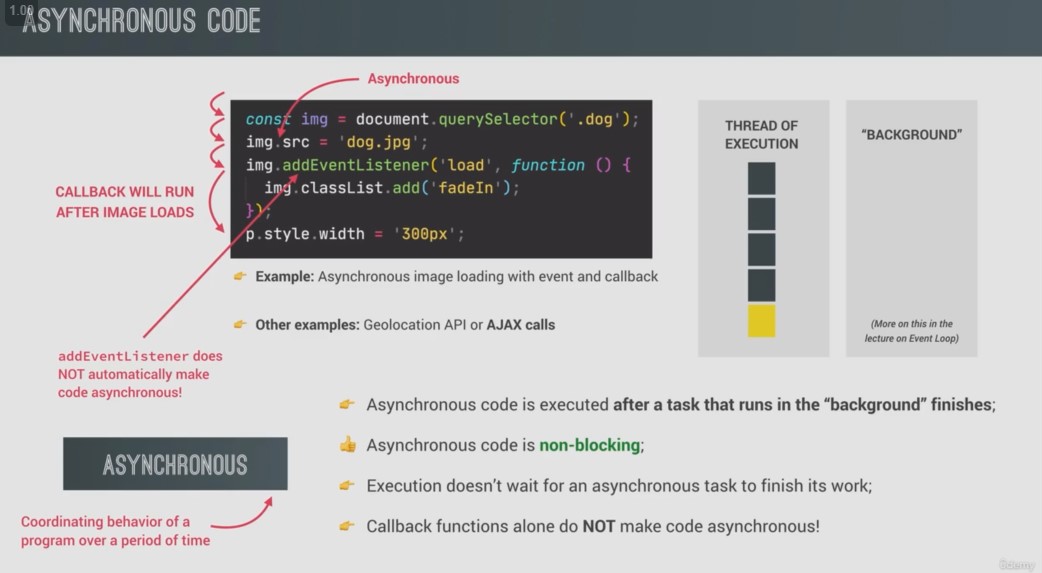 1.00
ASYNCHRONOUS CODE
Asynchronous
const img = document.querySelector('.dog');
img.src = 'dog.jpg';
img.addEventListener('load', function () {
img.classList.add('fadeIn');
});
p.style.width = '300px';
CALLBACK WILL RUN
AFTER IMAGE LOADS
THREAD OF
EXECUTION
“BACKGROUND”
(More on this in the
lecture on Event Loop)
👉 Example: Asynchronous image loading with event and callback
👉 Other examples: Geolocation API or AJAX calls
addEventListener does
NOT automatically make
code asynchronous!
👉 Asynchronous code is executed after a task that runs in the “background” finishes;
👍 Asynchronous code is non-blocking;
👉 Execution doesn’t wait for an asynchronous task to finish its work;
👉 Callback functions alone do NOT make code asynchronous!
ASYNCHRONOUS
Coordinating behavior of a
program over a period of time